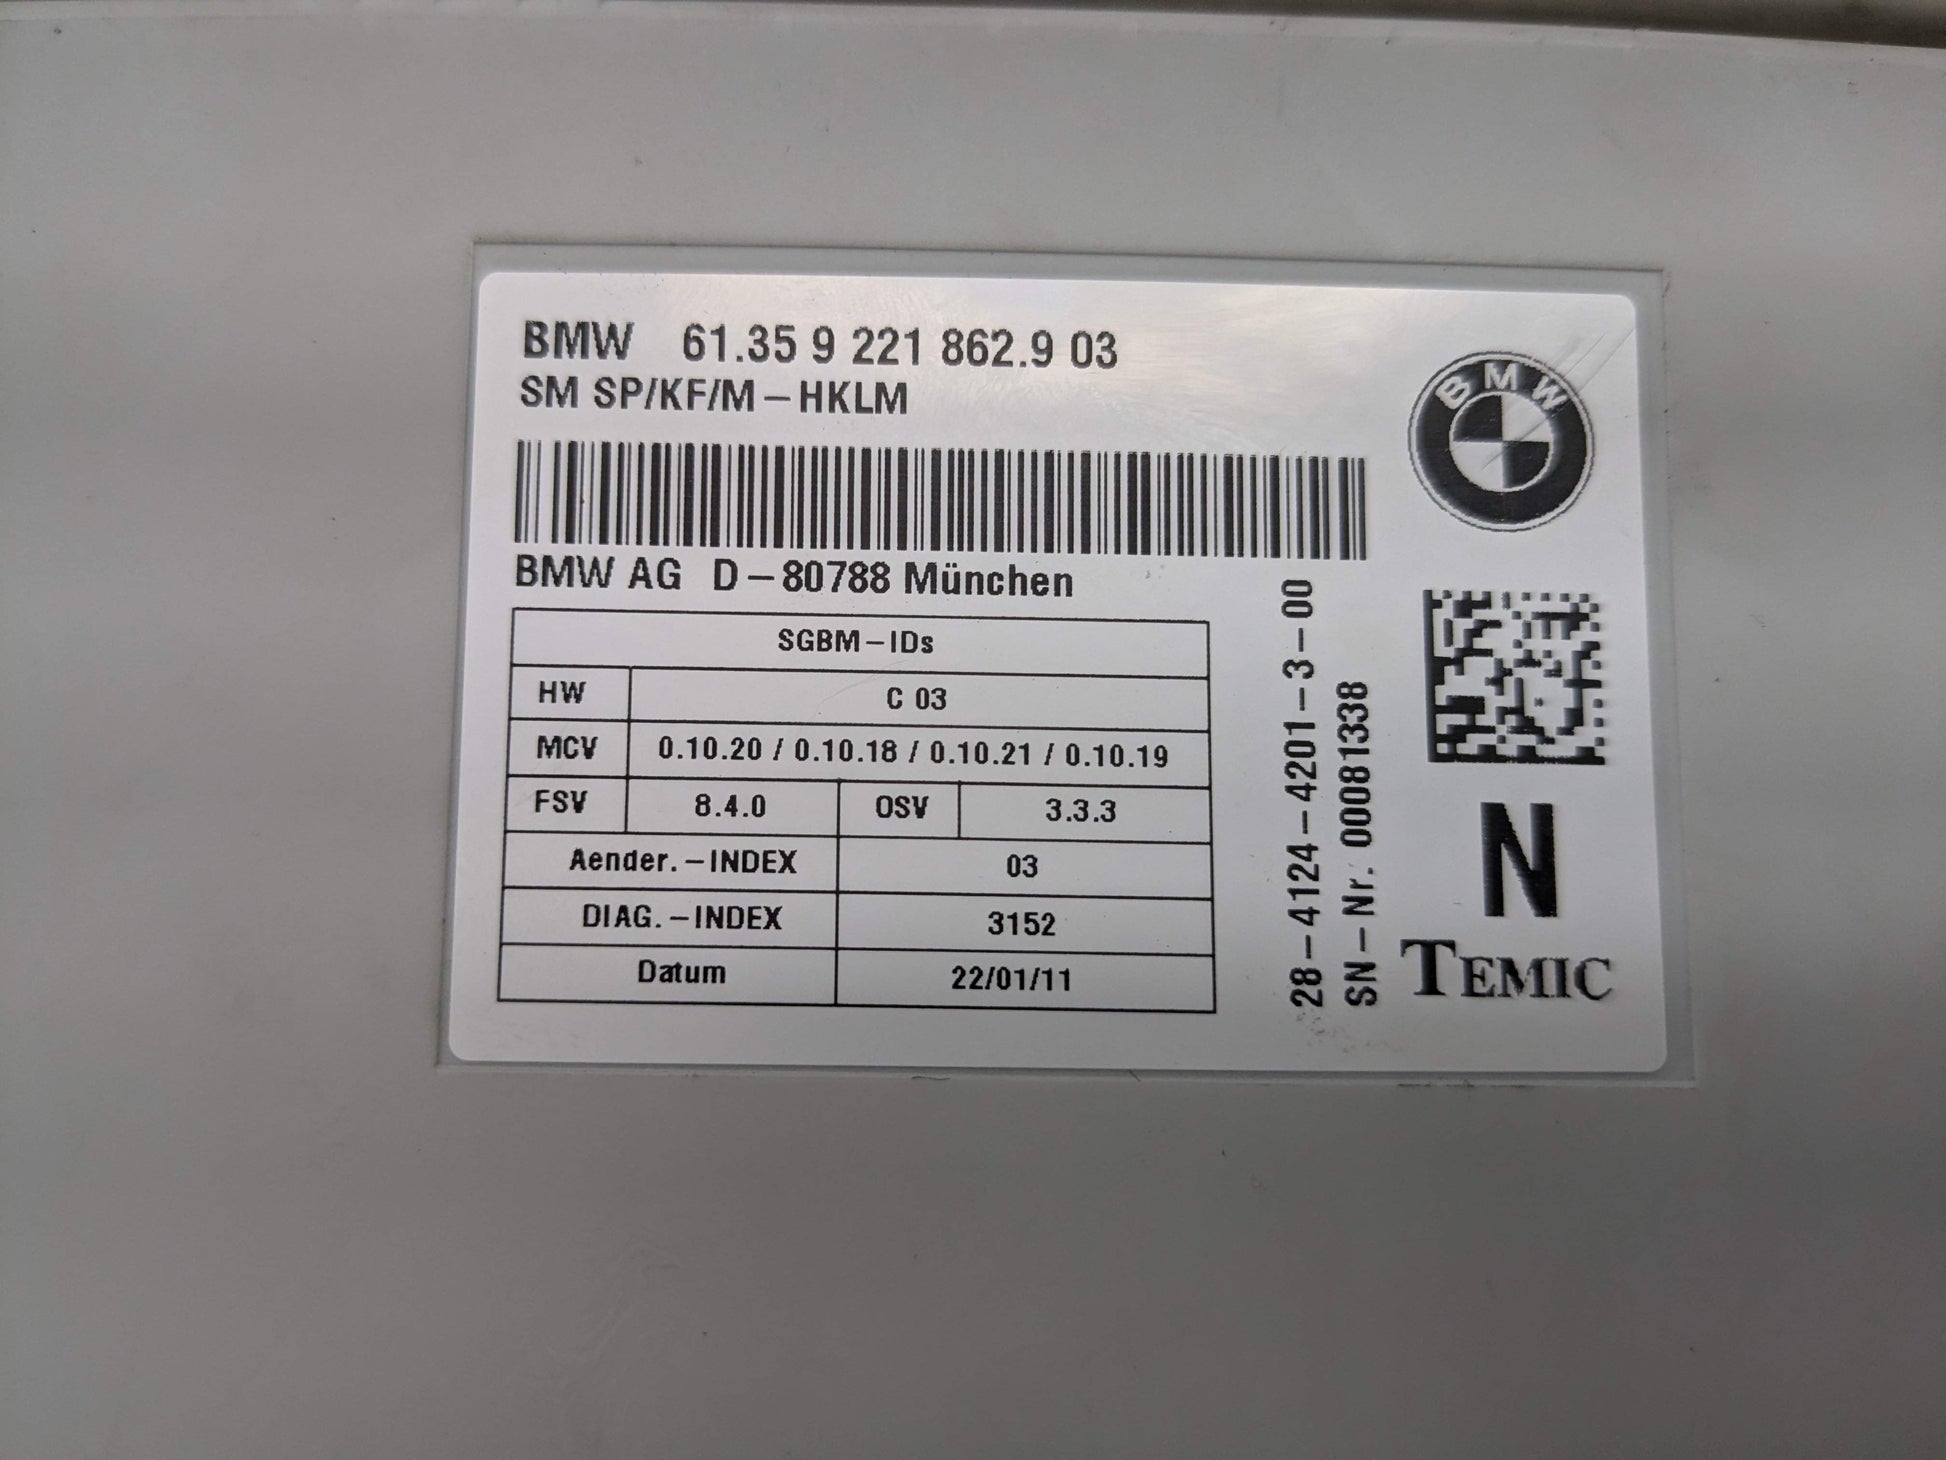 BMW 61.35 9 221 862.9 03
SM SP/KF/M-HKLM
BMW
BMW AG D-80788 München
SGBM-IDs
HW C 03
MCV 0.10.20 / 0.10.18 / 0.10.21 / 0.10.19
FSV 8.4.0 OSV 3.3.3
Aender.-INDEX 03
DIAG.-INDEX 3152
Datum 22/01/11
28-4124-4201-3-00
SN-Nr. 00081338
N
TEMIC